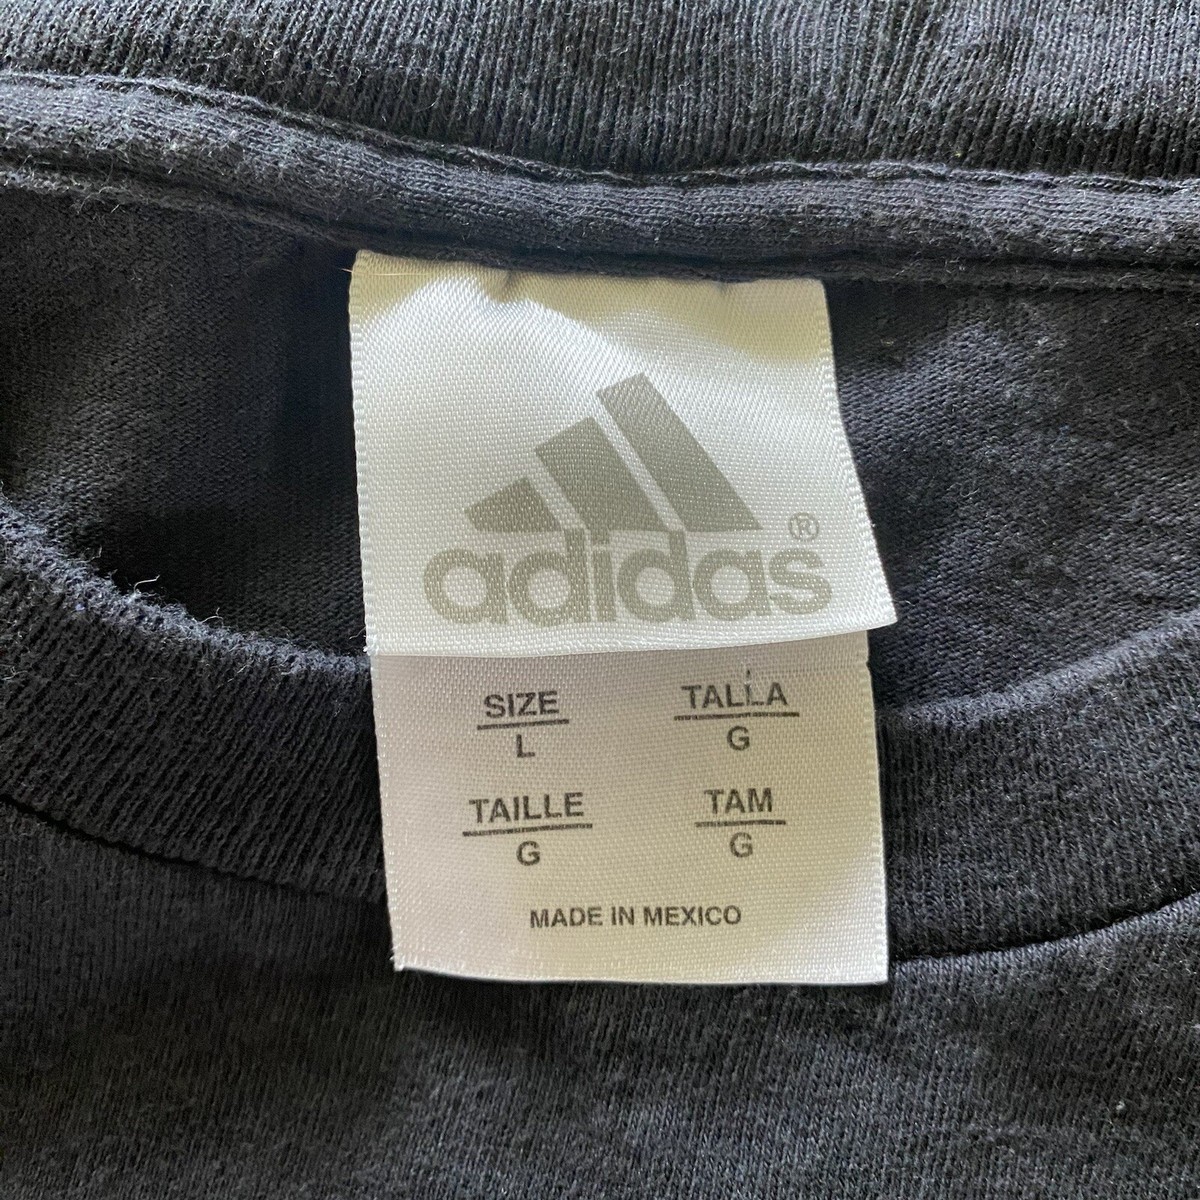 adidas®
SIZE TALLA
L G
TAILLE TAM
G G
MADE IN MEXICO